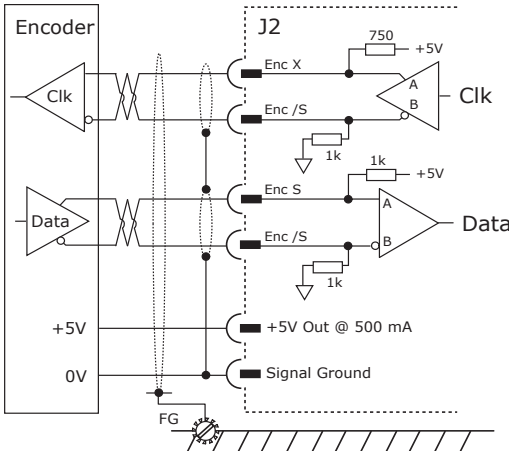 Encoder
J2
750
+5V
Enc X
A
Clk
Clk
B
Enc /S
1k
1k
+5V
Enc S
A
Data
Data
B
Enc /S
1k
+5V
+5V Out @ 500 mA
0V
Signal Ground
FG